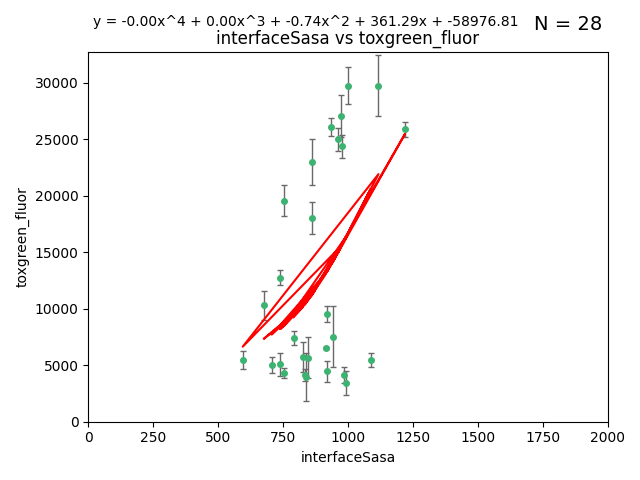 y = -0.00x^4 + 0.00x^3 + -0.74x^2 + 361.29x + -58976.81
N = 28
interfaceSasa vs toxgreen_fluor
30000
25000
20000
15000
10000
5000
0
toxgreen_fluor
0 250 500 750 1000 1250 1500 1750 2000
interfaceSasa